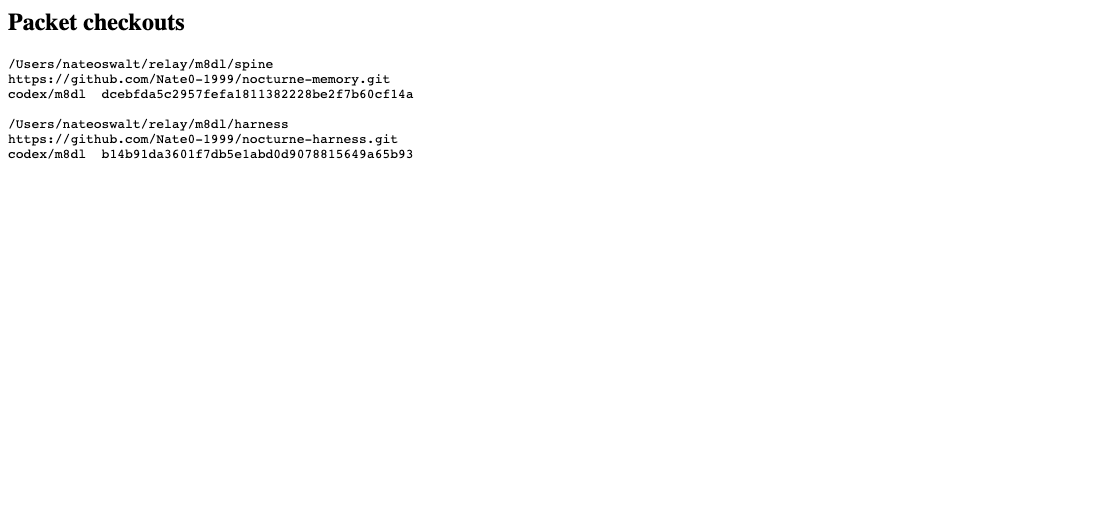 Packet checkouts
/Users/nateoswalt/relay/m8dl/spine
https://github.com/Nate0-1999/nocturne-memory.git
codex/m8dl  dcebfda5c2957fefa1811382228be2f7b60cf14a
/Users/nateoswalt/relay/m8dl/harness
https://github.com/Nate0-1999/nocturne-harness.git
codex/m8dl  b14b91da3601f7db5e1abd0d9078815649a65b93